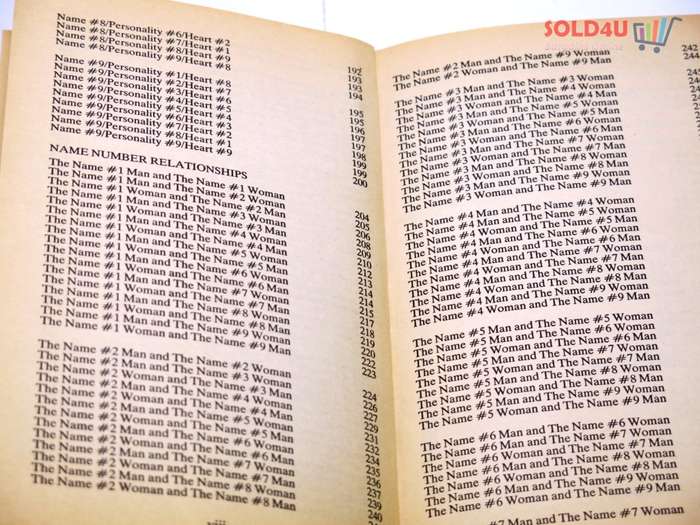 Name #8/Personality #6/Heart #2
Name #8/Personality #7/Heart #1
Name #8/Personality #8/Heart #9
Name #8/Personality #9/Heart #8
Name #9/Personality #1/Heart #8 192
Name #9/Personality #2/Heart #7 193
Name #9/Personality #3/Heart #6 193
Name #9/Personality #4/Heart #5 194
Name #9/Personality #5/Heart #4 195
Name #9/Personality #6/Heart #3 195
Name #9/Personality #7/Heart #2 196
Name #9/Personality #8/Heart #1 197
Name #9/Personality #9/Heart #9 197
198
199
199
200
NAME NUMBER RELATIONSHIPS
The Name #1 Man and The Name #1 Woman 204
The Name #1 Man and The Name #2 Woman 205
The Name #1 Woman and The Name #2 Man 206
The Name #1 Man and The Name #3 Woman 208
The Name #1 Woman and The Name #3 Man 209
The Name #1 Man and The Name #4 Woman 210
The Name #1 Woman and The Name #4 Man 212
The Name #1 Man and The Name #5 Woman 213
The Name #1 Woman and The Name #5 Man 214
The Name #1 Man and The Name #6 Woman 214
The Name #1 Woman and The Name #6 Man 215
The Name #1 Man and The Name #7 Woman 217
The Name #1 Woman and The Name #7 Man 218
The Name #1 Man and The Name #8 Woman 219
The Name #1 Woman and The Name #8 Man 220
The Name #1 Man and The Name #9 Woman 222
The Name #1 Woman and The Name #9 Man 223
The Name #2 Man and The Name #2 Woman 224
The Name #2 Man and The Name #3 Woman 226
The Name #2 Woman and The Name #3 Man 227
The Name #2 Man and The Name #4 Woman 229
The Name #2 Woman and The Name #4 Man 231
The Name #2 Man and The Name #5 Woman 232
The Name #2 Woman and The Name #5 Man 234
The Name #2 Man and The Name #6 Woman 235
The Name #2 Woman and The Name #6 Man 236
The Name #2 Man and The Name #7 Woman 237
The Name #2 Woman and The Name #7 Man 239
The Name #2 Man and The Name #8 Woman 240
The Name #2 Woman and The Name #8 Man
viii
SOLD4U
The Name #2 Man and The Name #9 Woman 242
The Name #2 Woman and The Name #9 Man 244
The Name #3 Man and The Name #3 Woman
The Name #3 Man and The Name #4 Woman
The Name #3 Woman and The Name #4 Man
The Name #3 Man and The Name #5 Woman
The Name #3 Woman and The Name #5 Man
The Name #3 Man and The Name #6 Woman
The Name #3 Woman and The Name #6 Man
The Name #3 Man and The Name #7 Woman
The Name #3 Woman and The Name #7 Man
The Name #3 Man and The Name #8 Woman
The Name #3 Woman and The Name #8 Man
The Name #3 Man and The Name #9 Woman
The Name #3 Woman and The Name #9 Man
The Name #4 Man and The Name #4 Woman
The Name #4 Man and The Name #5 Woman
The Name #4 Woman and The Name #5 Man
The Name #4 Man and The Name #6 Woman
The Name #4 Woman and The Name #6 Man
The Name #4 Man and The Name #7 Woman
The Name #4 Woman and The Name #7 Man
The Name #4 Man and The Name #8 Woman
The Name #4 Woman and The Name #8 Man
The Name #4 Man and The Name #9 Woman
The Name #4 Woman and The Name #9 Man
The Name #5 Man and The Name #5 Woman
The Name #5 Man and The Name #6 Woman
The Name #5 Woman and The Name #6 Man
The Name #5 Man and The Name #7 Woman
The Name #5 Woman and The Name #7 Man
The Name #5 Man and The Name #8 Woman
The Name #5 Woman and The Name #8 Man
The Name #5 Man and The Name #9 Woman
The Name #5 Woman and The Name #9 Man
The Name #6 Man and The Name #6 Woman
The Name #6 Man and The Name #7 Woman
The Name #6 Woman and The Name #7 Man
The Name #6 Man and The Name #8 Woman
The Name #6 Woman and The Name #8 Man
The Name #6 Man and The Name #9 Woman
The Name #6 Woman and The Name #9 Man
#7 Man and The Name #7 Woman